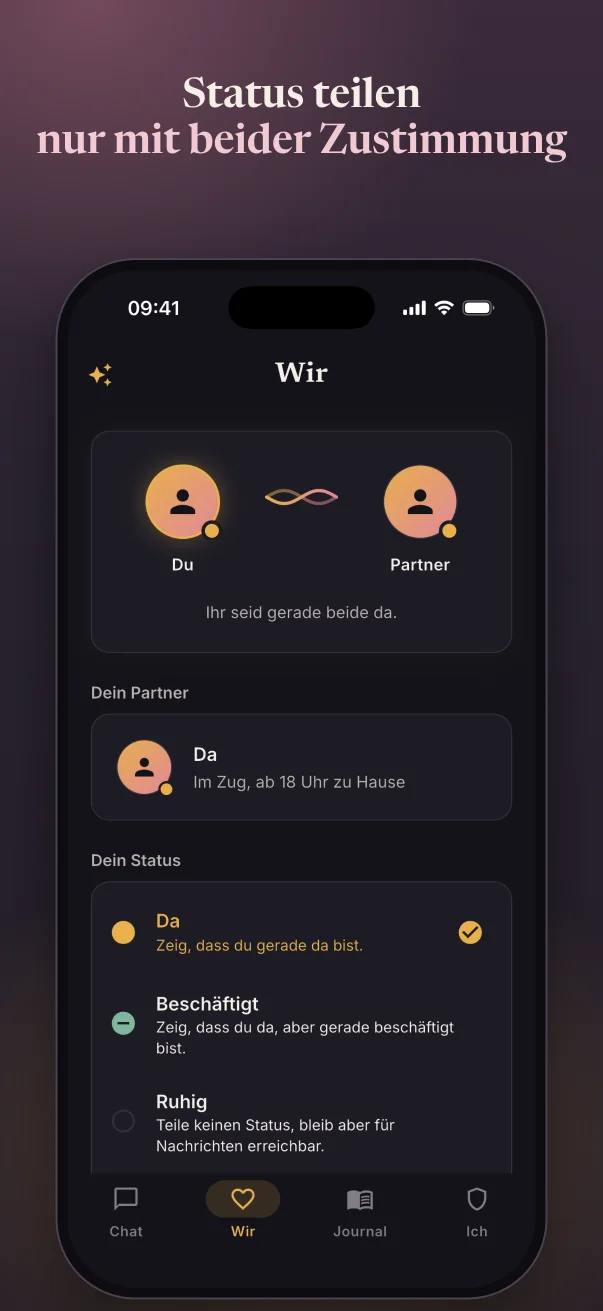 Status teilen
nur mit beider Zustimmung
09:41
Wir
Du
Partner
Ihr seid gerade beide da.
Dein Partner
Da
Im Zug, ab 18 Uhr zu Hause
Dein Status
Da
Zeig, dass du gerade da bist.
Beschäftigt
Zeig, dass du da, aber gerade beschäftigt
bist.
Ruhig
Teile keinen Status, bleib aber für
Nachrichten erreichbar.
Chat
Wir
Journal
Ich